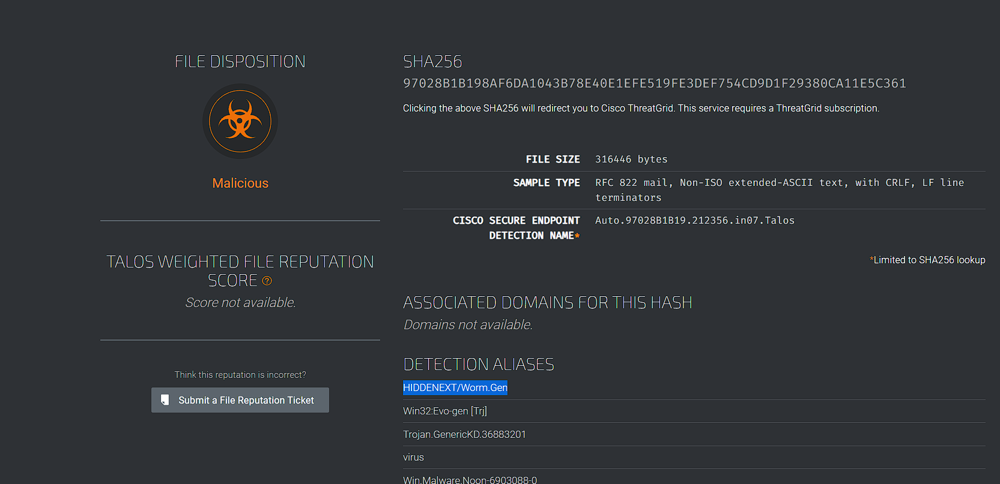 FILE DISPOSITION
Malicious
TALOS WEIGHTED FILE REPUTATION
SCORE ?
Score not available.
Think this reputation is incorrect?
Submit a File Reputation Ticket
SHA256
97028B1B198AF6DA1043B78E40E1EFE519FE3DEF754CD9D1F29380CA11E5C361
Clicking the above SHA256 will redirect you to Cisco ThreatGrid. This service requires a ThreatGrid subscription.
FILE SIZE 316446 bytes
SAMPLE TYPE RFC 822 mail, Non-ISO extended-ASCII text, with CRLF, LF line
terminators
CISCO SECURE ENDPOINT Auto.97028B1B19.212356.in07.Talos
DETECTION NAME*
*Limited to SHA256 lookup
ASSOCIATED DOMAINS FOR THIS HASH
Domains not available.
DETECTION ALIASES
HIDDENEXT/Worm.Gen
Win32:Evo-gen [Trj]
Trojan.GenericKD.36883201
virus
Win.Malware.Noon-6903088-0